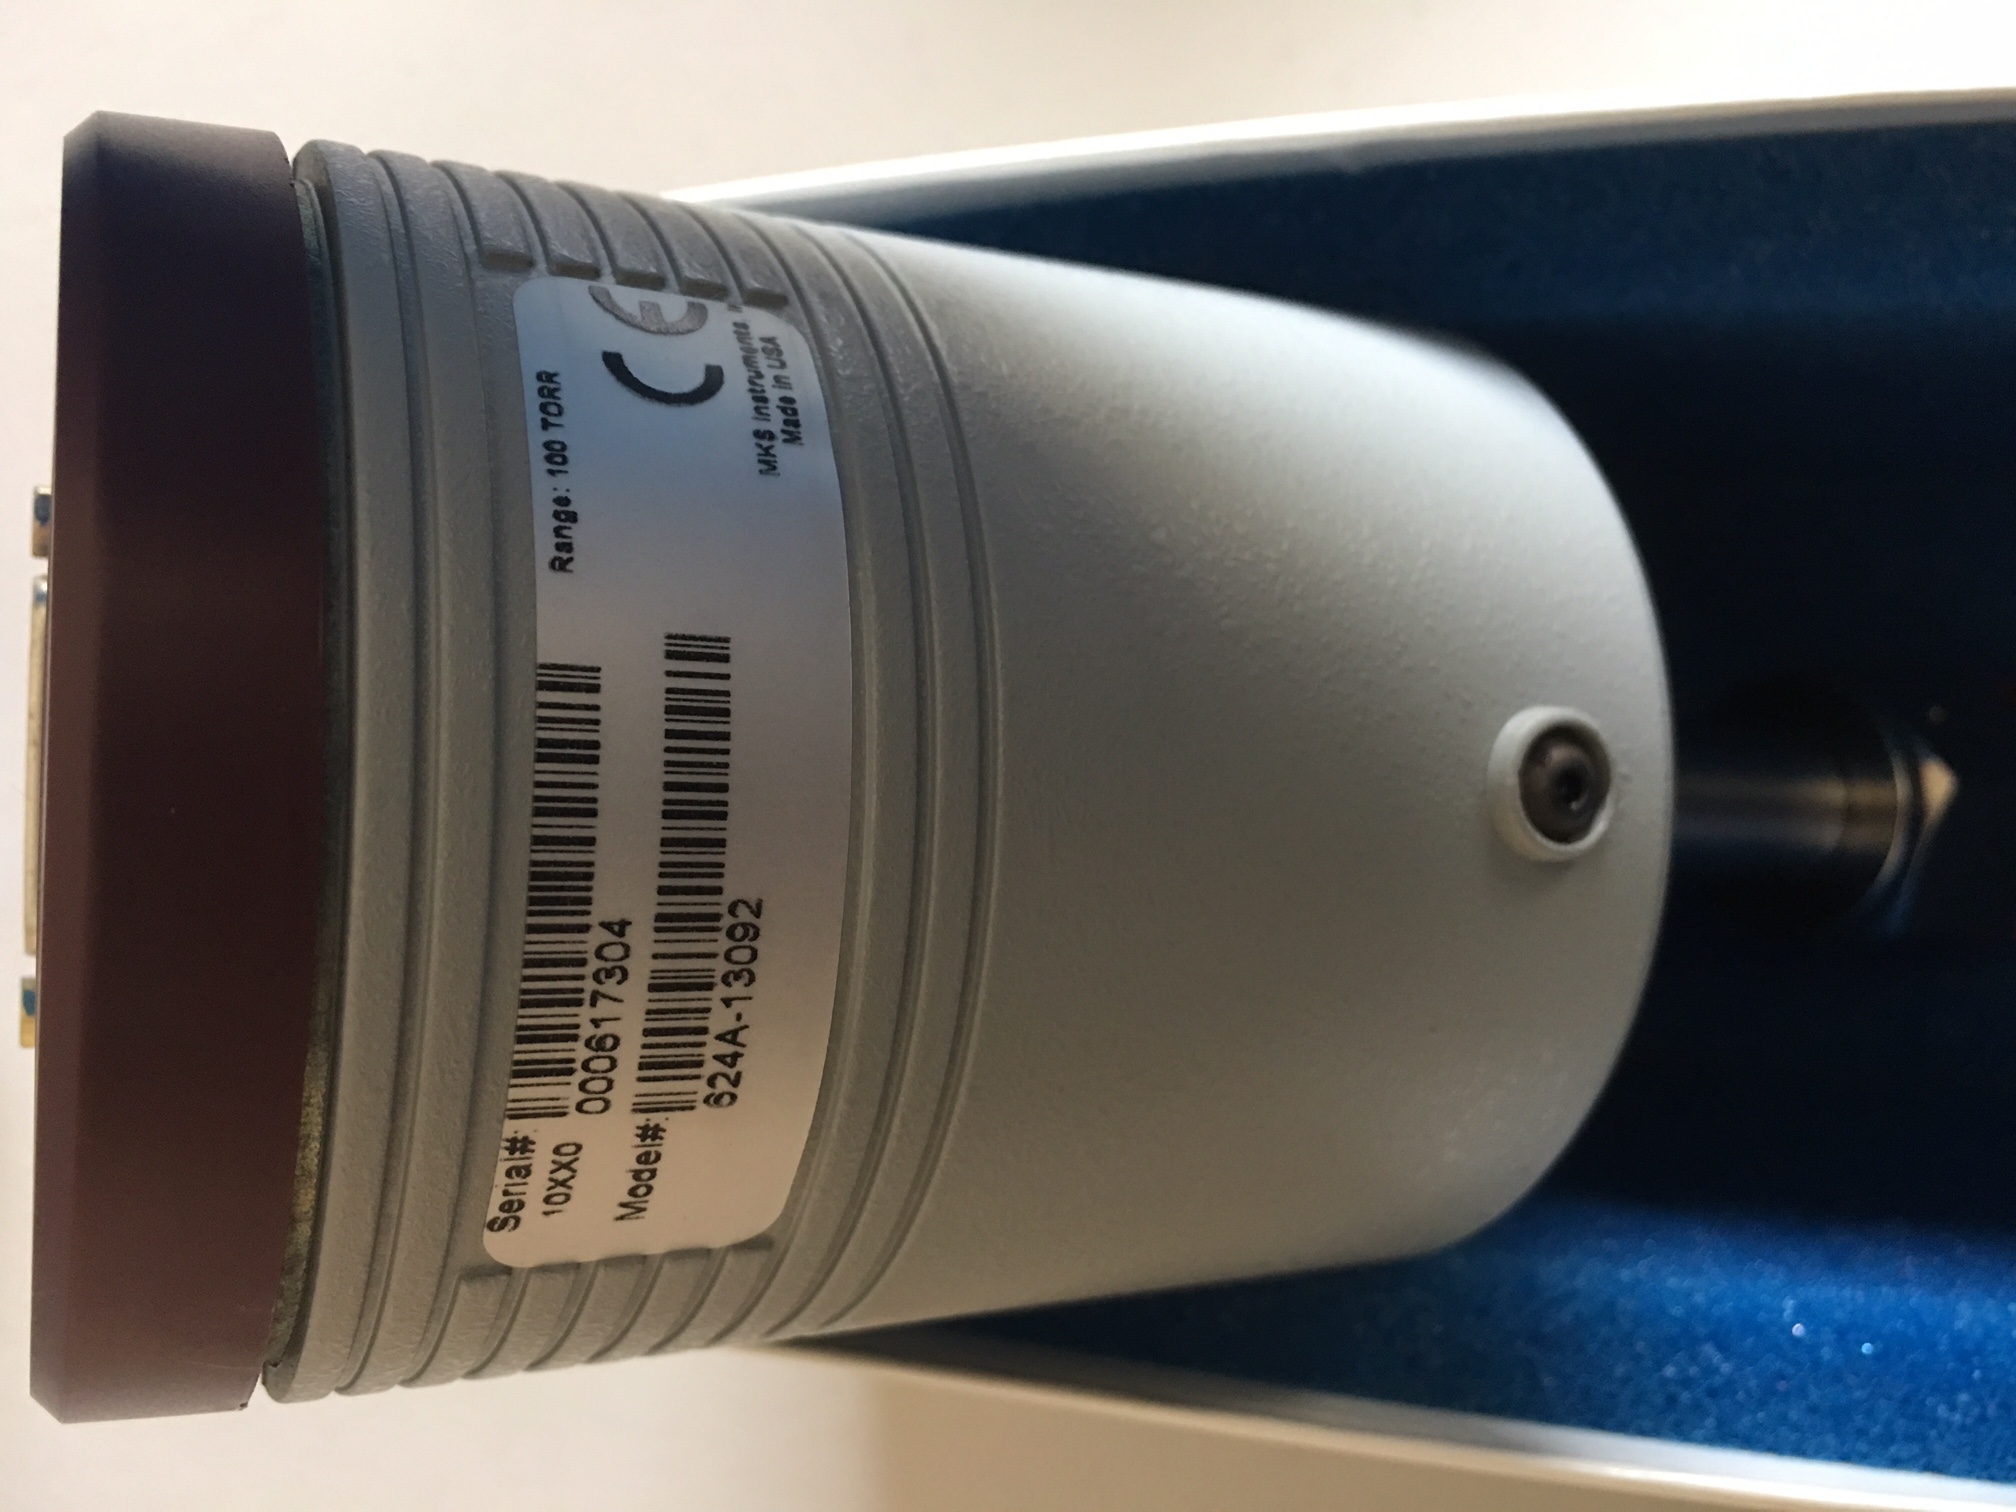 Serial#:
10XX0 000617304
Model#:
624A-13092
Range: 100 TORR
CE
MKS Instruments,
Made in USA